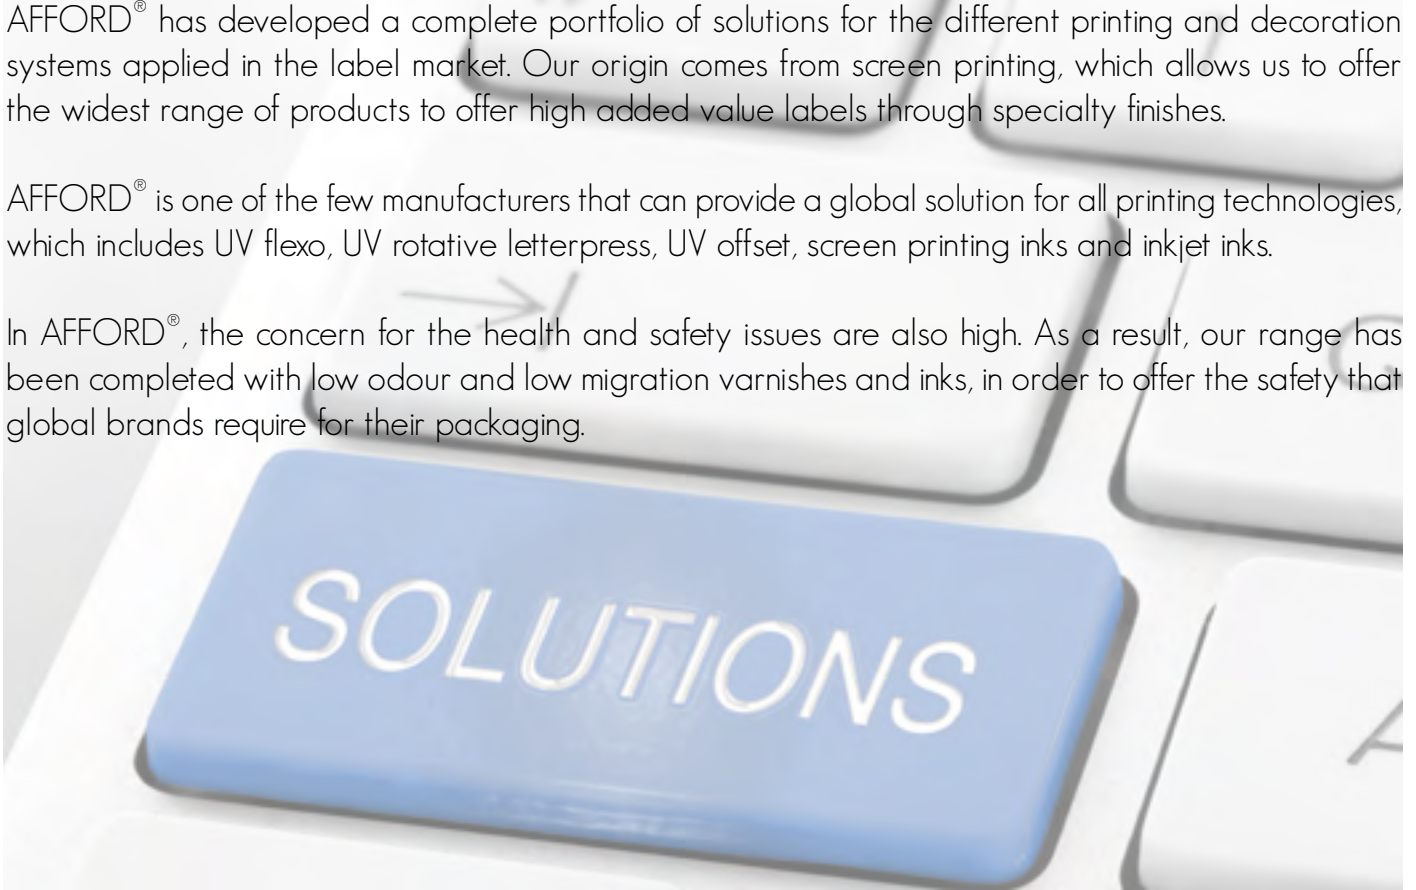 AFFORD® has developed a complete portfolio of solutions for the different printing and decoration
systems applied in the label market. Our origin comes from screen printing, which allows us to offer
the widest range of products to offer high added value labels through specialty finishes.
AFFORD® is one of the few manufacturers that can provide a global solution for all printing technologies,
which includes UV flexo, UV rotative letterpress, UV offset, screen printing inks and inkjet inks.
In AFFORD®, the concern for the health and safety issues are also high. As a result, our range has
been completed with low odour and low migration varnishes and inks, in order to offer the safety that
global brands require for their packaging.
SOLUTIONS